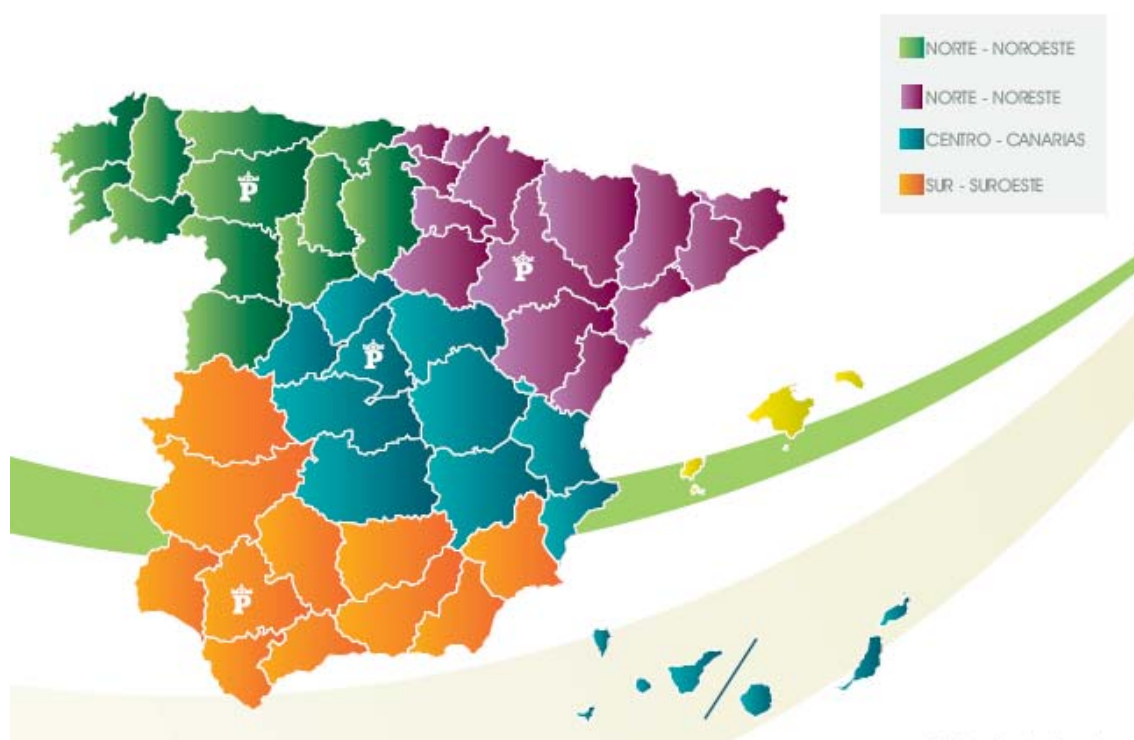 NORTE - NOROESTE
NORTE - NORESTE
CENTRO - CANARIAS
SUR - SUROESTE
P
P
P
P